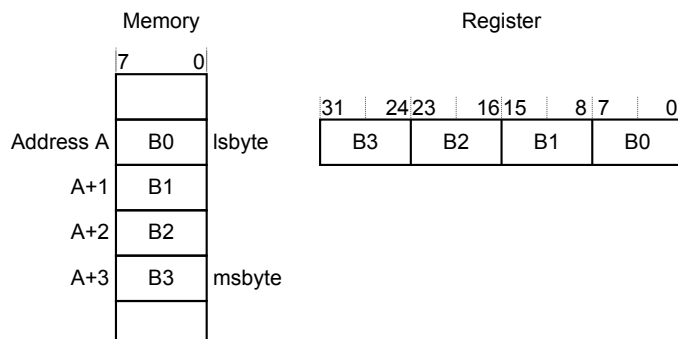 Memory
Register
7 0
31 24 23 16 15 8 7 0
Address A B0 lsbyte
B3 B2 B1 B0
A+1 B1
A+2 B2
A+3 B3 msbyte